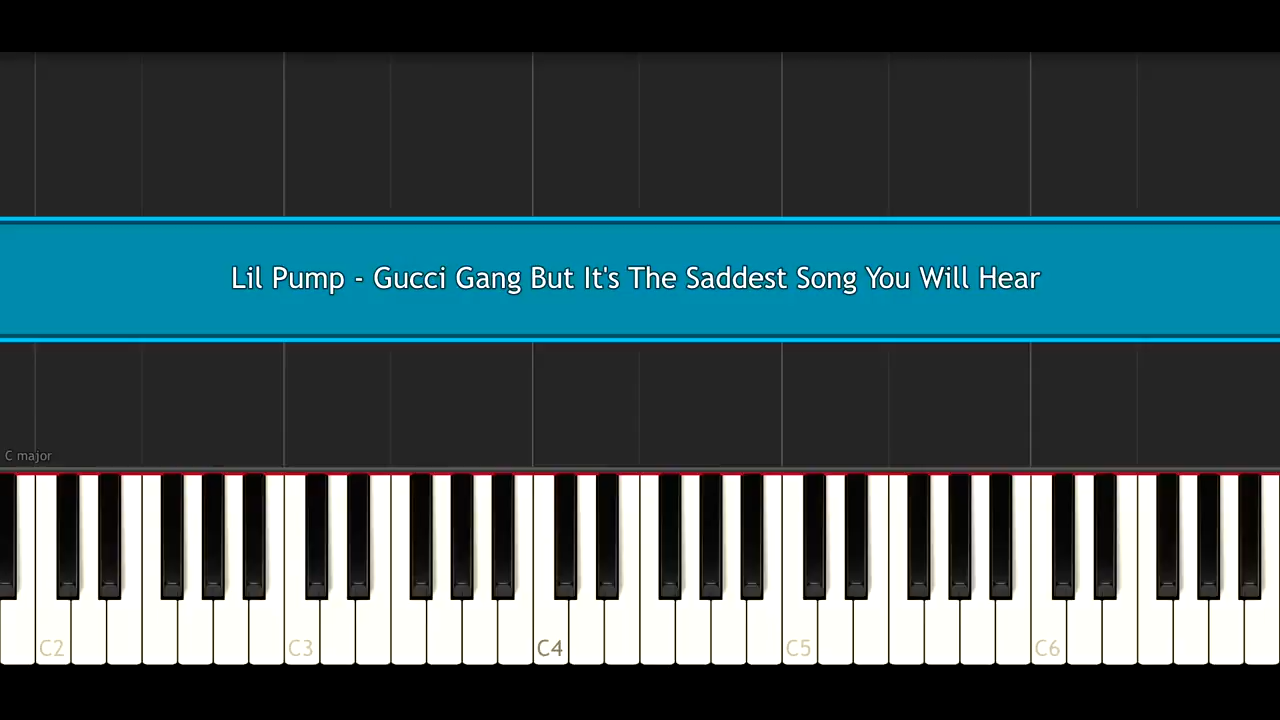 Lil Pump - Gucci Gang But It's The Saddest Song You Will Hear
C major
C2 C3 C4 C5 C6